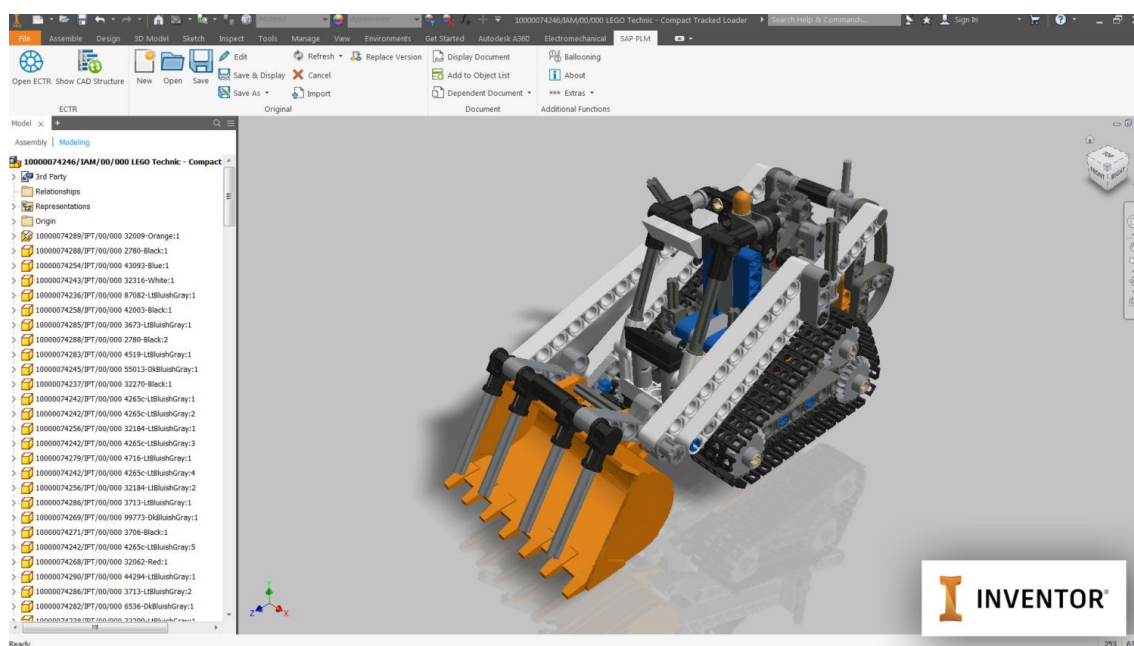 Material
Appearance
10000074246/IAM/00/000 LEGO Technic - Compact Tracked Loader
Search Help & Commands...
Sign In
File Assemble Design 3D Model Sketch Inspect Tools Manage View Environments Get Started Autodesk A360 Electromechanical SAP PLM
Open ECTR Show CAD Structure New Open Save
Edit Refresh Replace Version Display Document Ballooning
Save & Display Cancel Add to Object List About
Save As Import Dependent Document Extras
ECTR Original Document Additional Functions
Model
Assembly | Modeling
10000074246/IAM/00/000 LEGO Technic - Compact
3rd Party
Relationships
Representations
Origin
10000074289/IPT/00/000 32009-Orange:1
10000074288/IPT/00/000 2780-Black:1
10000074254/IPT/00/000 43093-Blue:1
10000074243/IPT/00/000 32316-White:1
10000074236/IPT/00/000 87082-LtBluishGray:1
10000074258/IPT/00/000 42003-Black:1
10000074285/IPT/00/000 3673-LtBluishGray:1
10000074288/IPT/00/000 2780-Black:2
10000074283/IPT/00/000 4519-LtBluishGray:1
10000074245/IPT/00/000 55013-DkBluishGray:1
10000074237/IPT/00/000 32270-Black:1
10000074242/IPT/00/000 4265c-LtBluishGray:1
10000074242/IPT/00/000 4265c-LtBluishGray:2
10000074256/IPT/00/000 32184-LtBluishGray:1
10000074242/IPT/00/000 4265c-LtBluishGray:3
10000074279/IPT/00/000 4716-LtBluishGray:1
10000074242/IPT/00/000 4265c-LtBluishGray:4
10000074256/IPT/00/000 32184-LtBluishGray:2
10000074286/IPT/00/000 3713-LtBluishGray:1
10000074269/IPT/00/000 99773-DkBluishGray:1
10000074271/IPT/00/000 3706-Black:1
10000074242/IPT/00/000 4265c-LtBluishGray:5
10000074268/IPT/00/000 32062-Red:1
10000074290/IPT/00/000 44294-LtBluishGray:1
10000074286/IPT/00/000 3713-LtBluishGray:2
10000074282/IPT/00/000 6536-DkBluishGray:1
TOP
FRONT RIGHT
Y
Z X
INVENTOR®
Ready
253